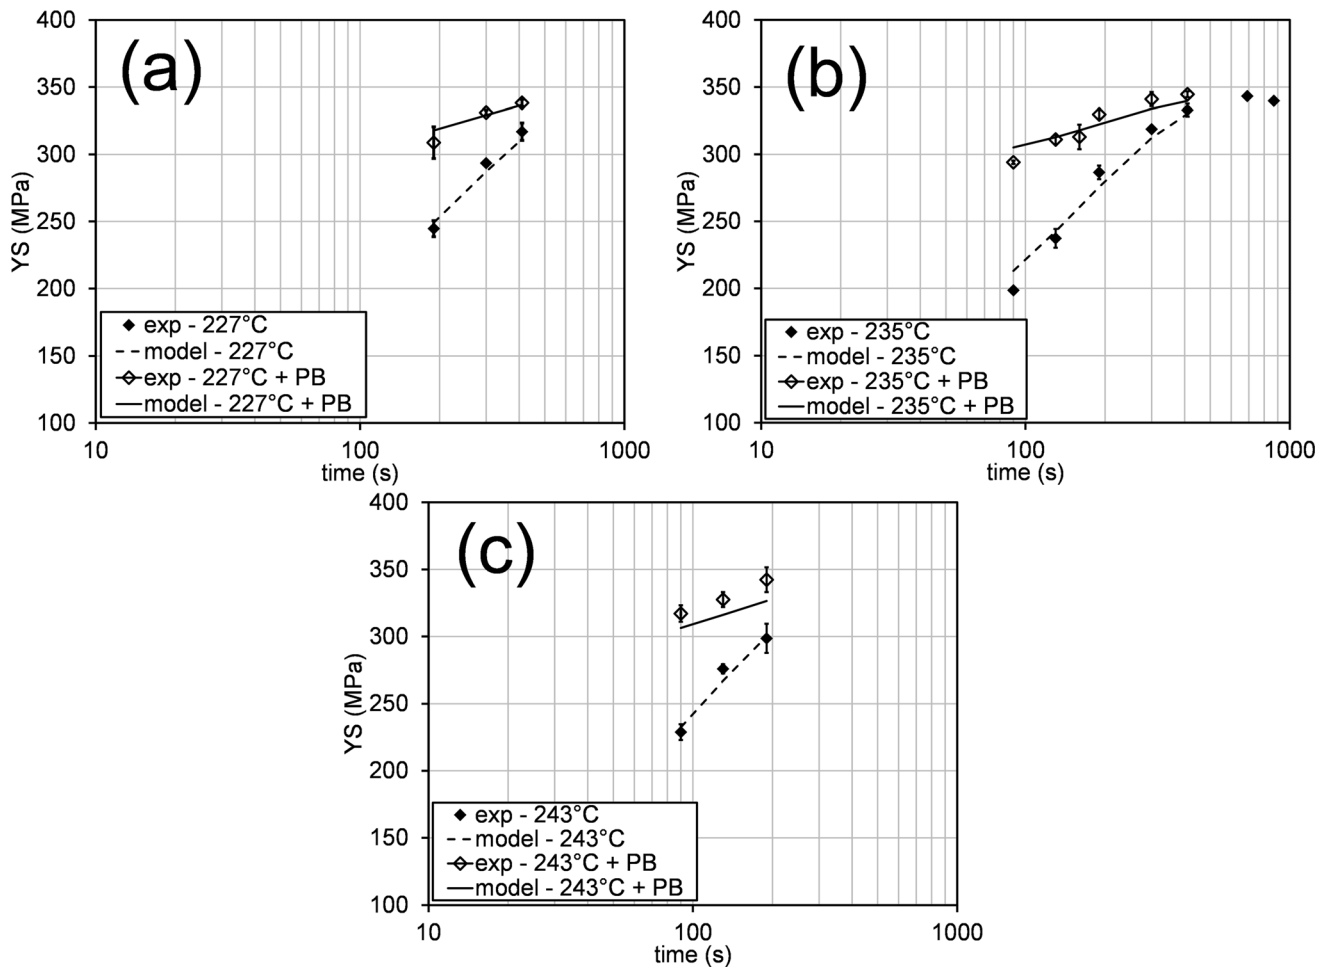 (a)
400
350
300
250
200
150
100
YS (MPa)
exp - 227°C
model - 227°C
exp - 227°C + PB
model - 227°C + PB
10
100
1000
time (s)
(b)
400
350
300
250
200
150
100
YS (MPa)
exp - 235°C
model - 235°C
exp - 235°C + PB
model - 235°C + PB
10
100
1000
time (s)
(c)
400
350
300
250
200
150
100
YS (MPa)
exp - 243°C
model - 243°C
exp - 243°C + PB
model - 243°C + PB
10
100
1000
time (s)